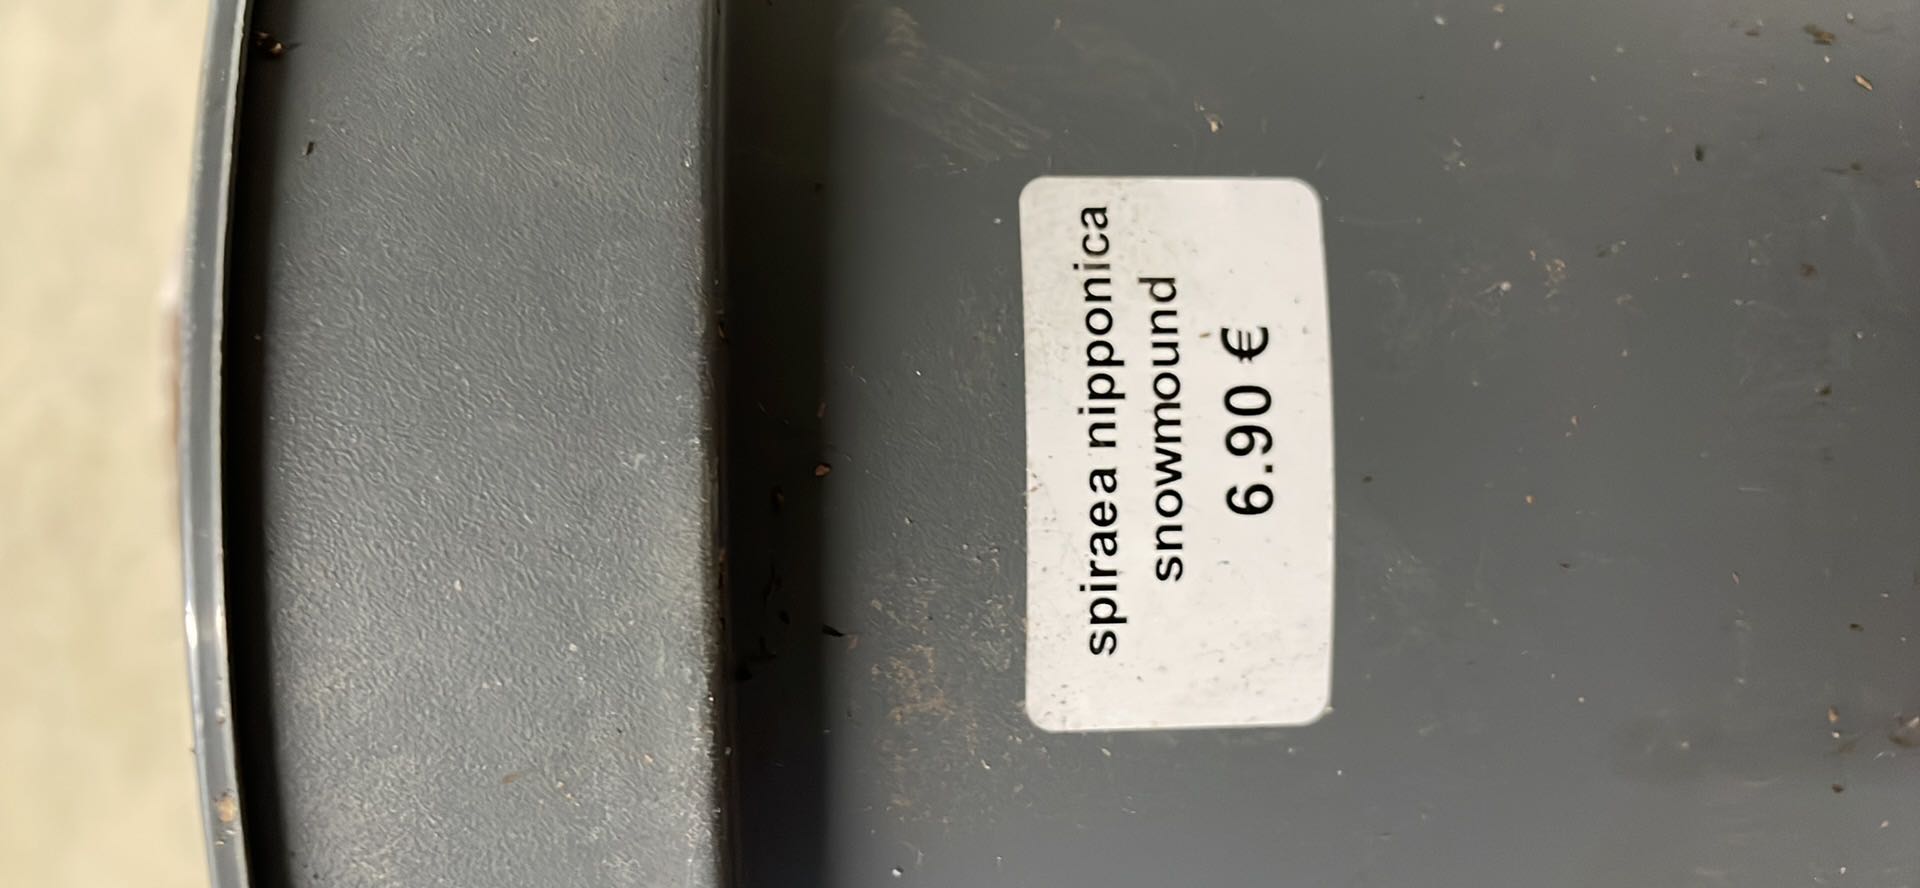 spiraea nipponica
snowmound
6.90 €